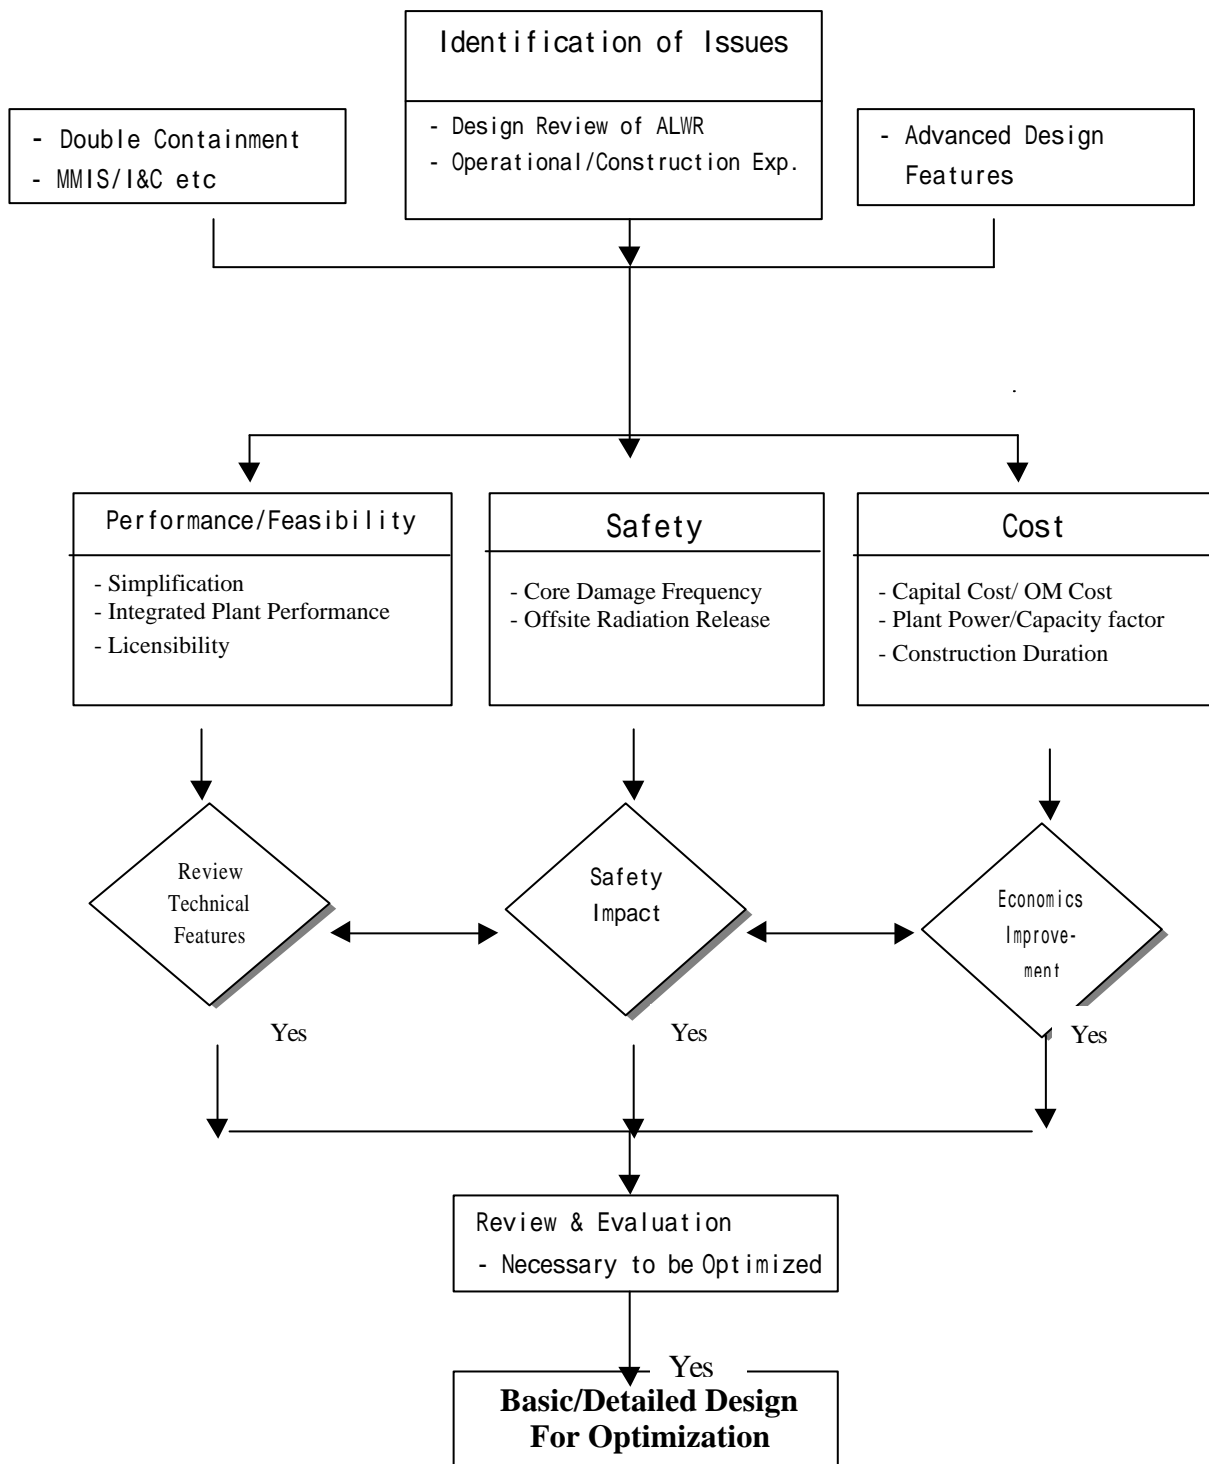 Identification of Issues
- Design Review of ALWR
- Operational/Construction Exp.
- Double Containment
- MMIS/I&C etc
- Advanced Design
Features
Performance/Feasibility
- Simplification
- Integrated Plant Performance
- Licensibility
Safety
- Core Damage Frequency
- Offsite Radiation Release
Cost
- Capital Cost/ OM Cost
- Plant Power/Capacity factor
- Construction Duration
Review
Technical
Features
Safety
Impact
Economics
Improve-
ment
Yes
Yes
Yes
Review & Evaluation
- Necessary to be Optimized
Yes
Basic/Detailed Design
For Optimization